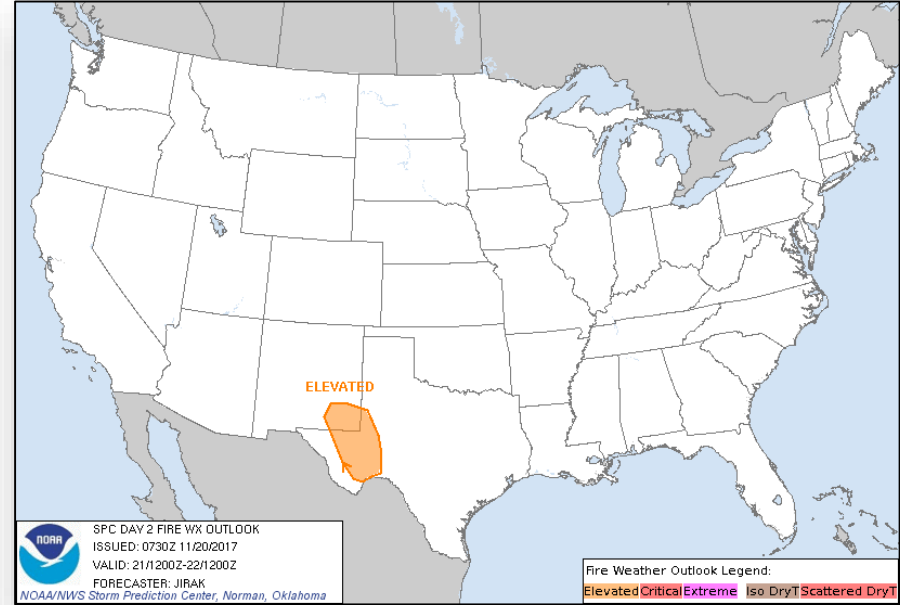 ELEVATED
NOAA
SPC DAY 2 FIRE WX OUTLOOK
ISSUED: 0730Z 11/20/2017
VALID: 21/1200Z-22/1200Z
FORECASTER: JIRAK
NOAA/NWS Storm Prediction Center, Norman, Oklahoma
Fire Weather Outlook Legend:
Elevated Critical Extreme Iso DryT Scattered DryT